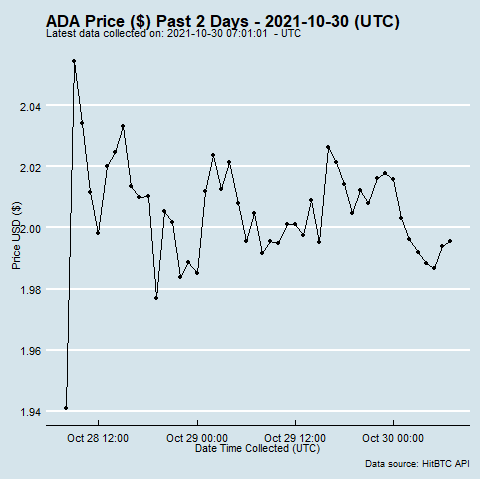 ADA Price ($) Past 2 Days - 2021-10-30 (UTC)
Latest data collected on: 2021-10-30 07:01:01 - UTC
Price USD ($)
2.04
2.02
2.00
1.98
1.96
1.94
Oct 28 12:00
Oct 29 00:00
Oct 29 12:00
Oct 30 00:00
Date Time Collected (UTC)
Data source: HitBTC API